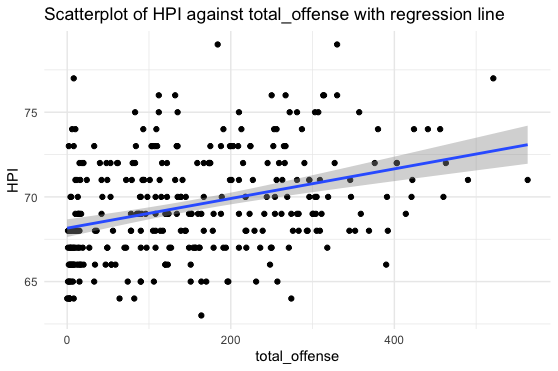 Scatterplot of HPI against total_offense with regression line
75
70
65
HPI
0 200 400
total_offense